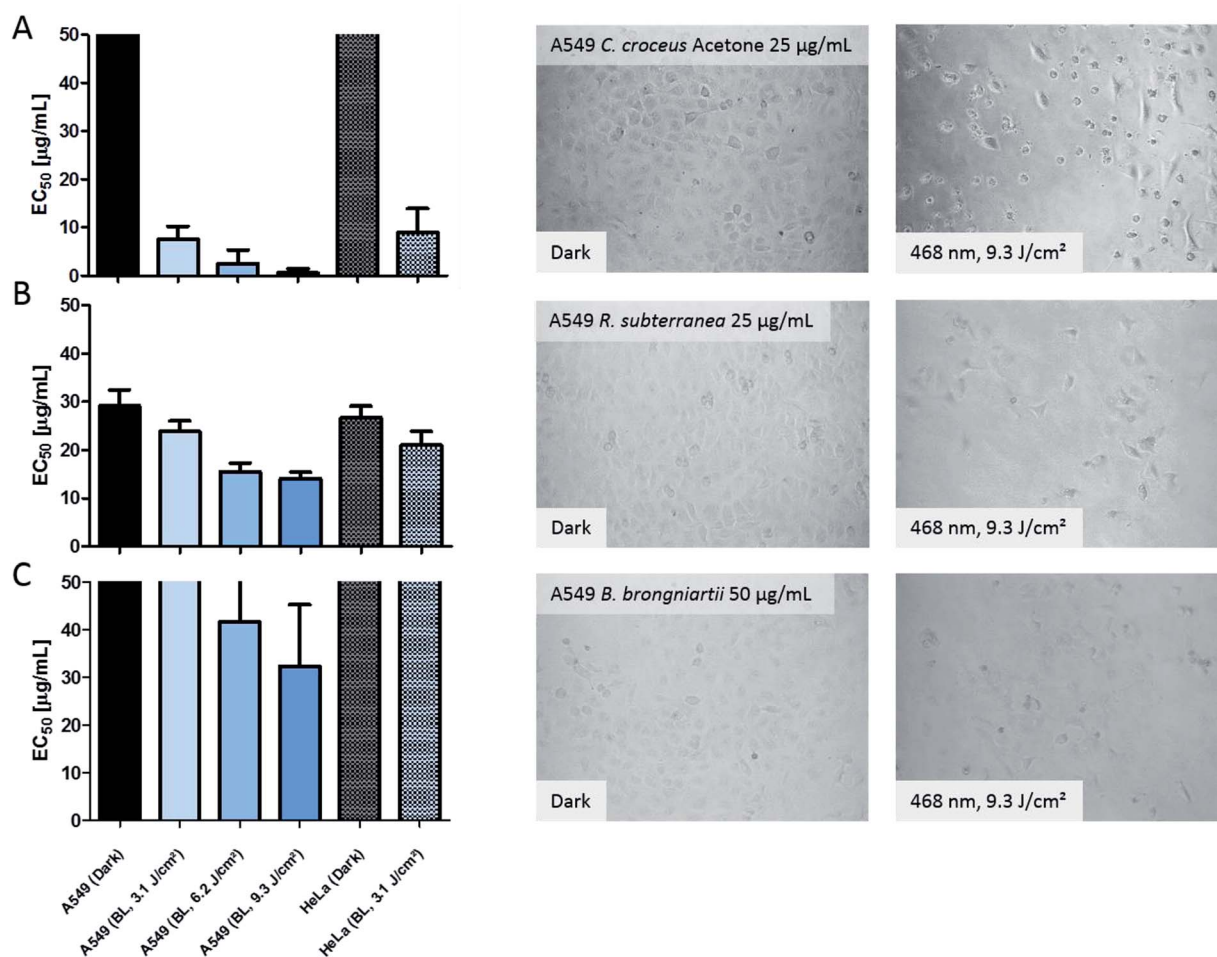 A
50
40
30
20
10
0
EC₅₀ [µg/mL]
A549 C. croceus Acetone 25 µg/mL
Dark
468 nm, 9.3 J/cm²
B
50
40
30
20
10
0
EC₅₀ [µg/mL]
A549 R. subterranea 25 µg/mL
Dark
468 nm, 9.3 J/cm²
C
50
40
30
20
10
0
EC₅₀ [µg/mL]
A549 B. brongniartii 50 µg/mL
Dark
468 nm, 9.3 J/cm²
A549 (Dark)
A549 (BL, 3.1 J/cm²)
A549 (BL, 6.2 J/cm²)
A549 (BL, 9.3 J/cm²)
HeLa (Dark)
HeLa (BL, 3.1 J/cm²)